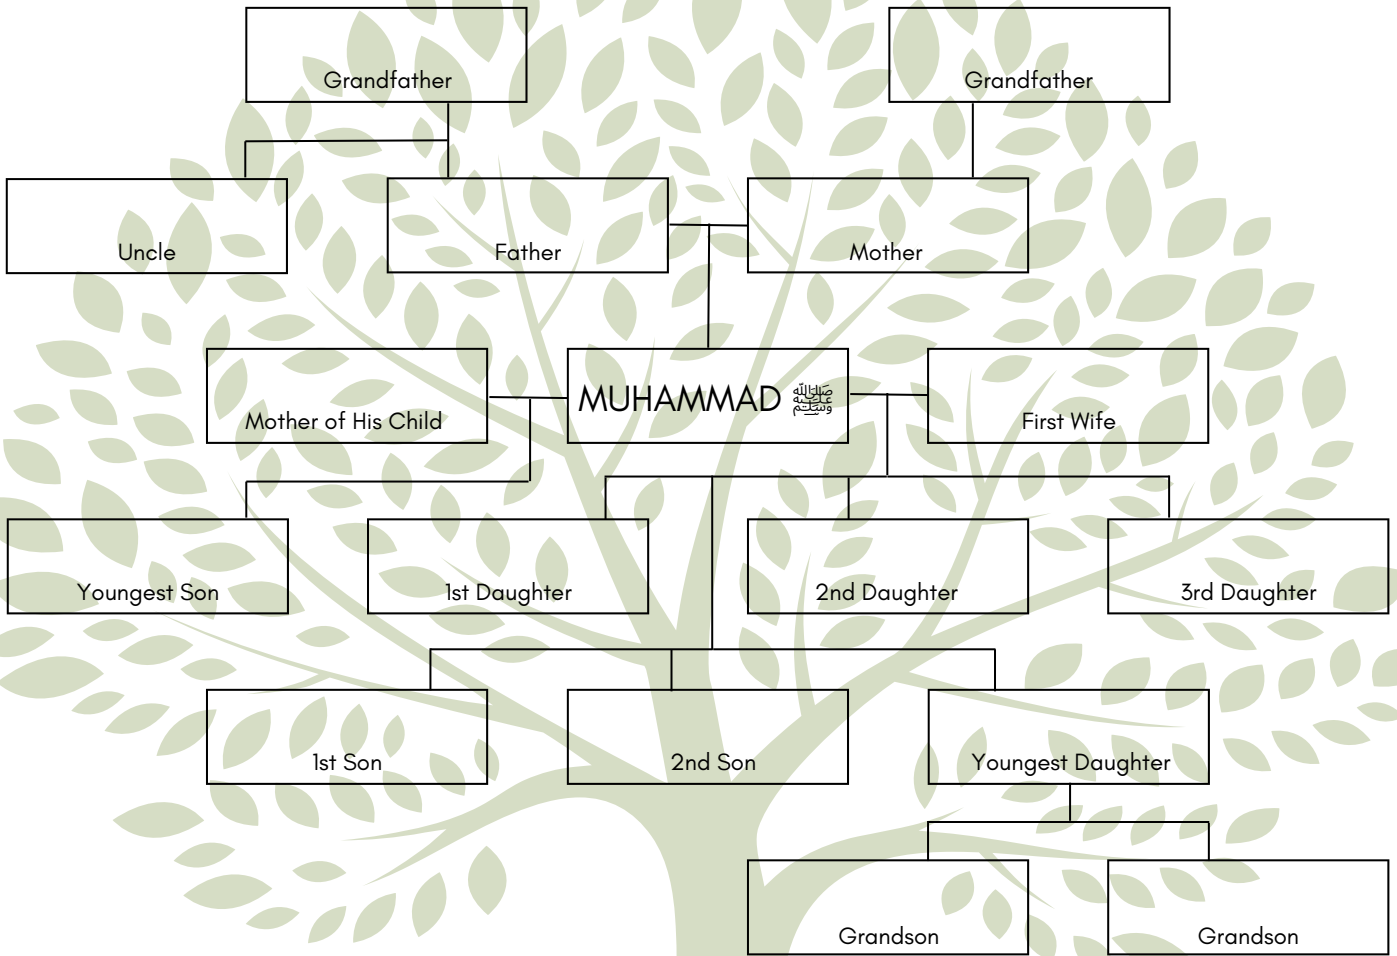 Grandfather
Grandfather
Uncle
Father
Mother
Mother of His Child
MUHAMMAD ﷺ
First Wife
Youngest Son
1st Daughter
2nd Daughter
3rd Daughter
1st Son
2nd Son
Youngest Daughter
Grandson
Grandson